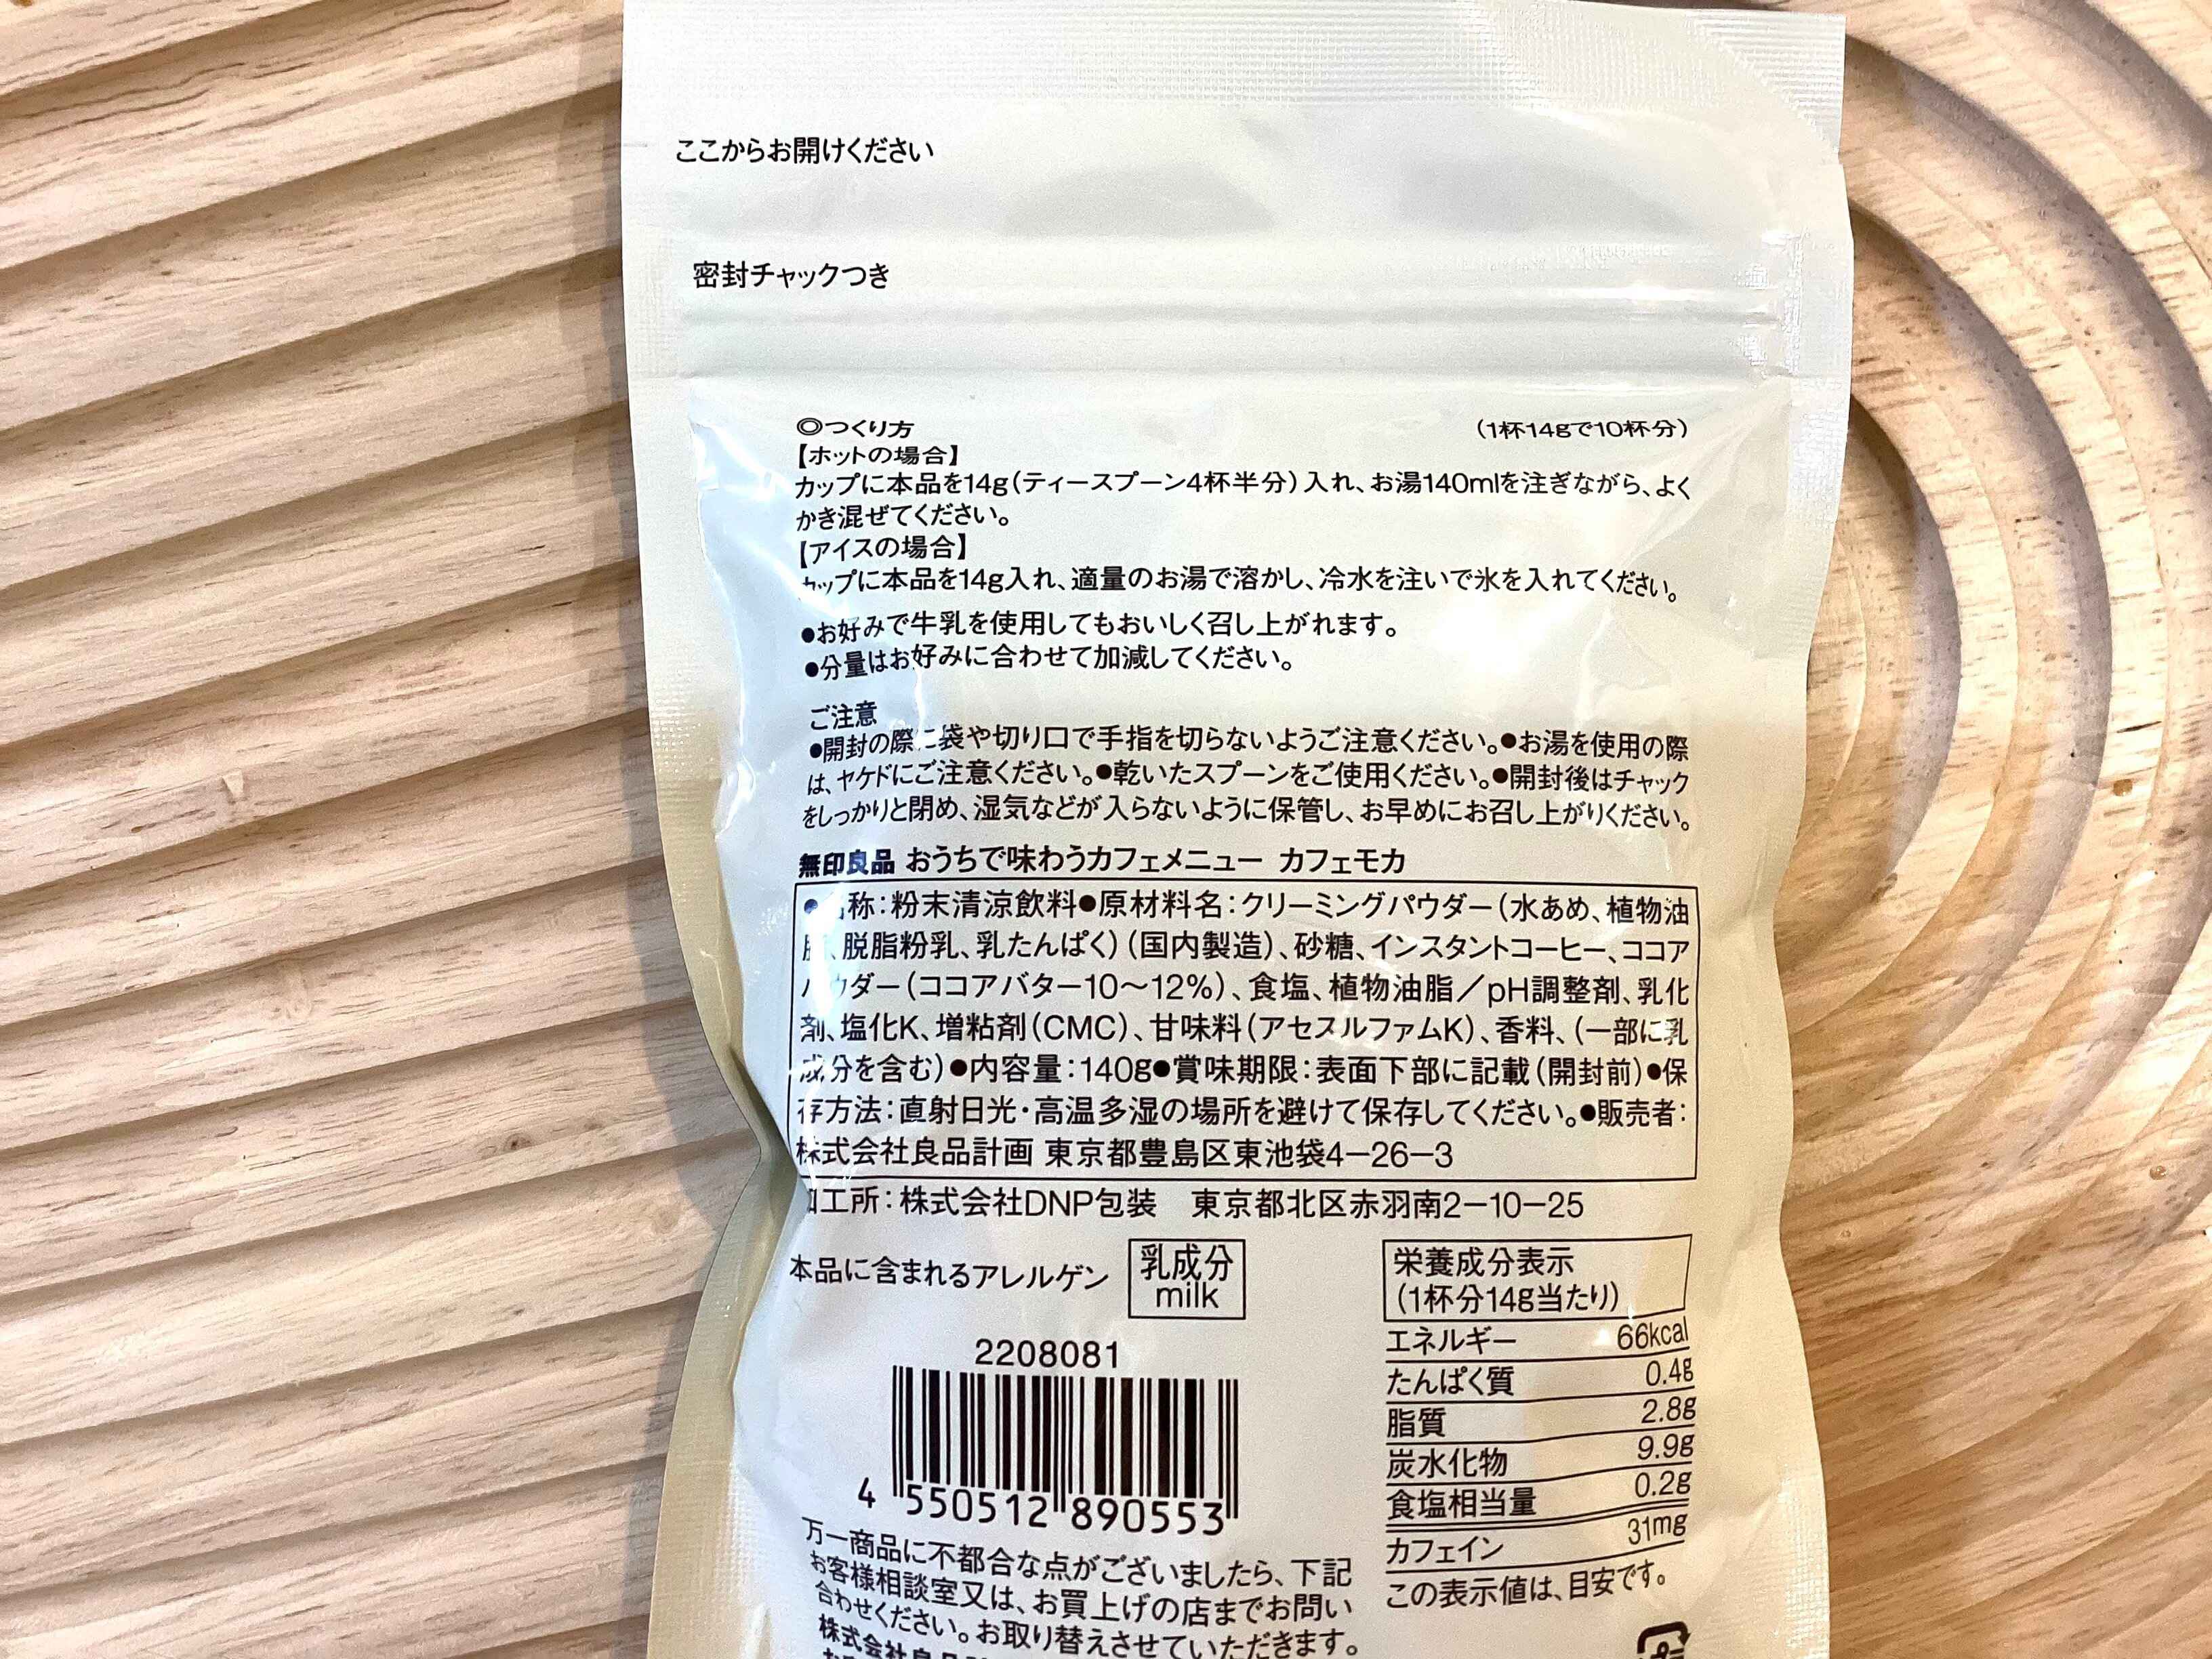 ここからお開けください
密封チャックつき
◎つくり方 (1杯14gで10杯分)
【ホットの場合】
カップに本品を14g(ティースプーン4杯半分)入れ、お湯140mlを注ぎながら、よく
かき混ぜてください。
【アイスの場合】
カップに本品を14g入れ、適量のお湯で溶かし、冷水を注いで氷を入れてください。
●お好みで牛乳を使用してもおいしく召し上がれます。
●分量はお好みに合わせて加減してください。
ご注意
●開封の際に袋や切り口で手指を切らないようご注意ください。●お湯を使用の際
は、ヤケドにご注意ください。●乾いたスプーンをご使用ください。●開封後はチャック
をしっかりと閉め、湿気などが入らないように保管し、お早めにお召し上がりください。
無印良品 おうちで味わうカフェメニュー カフェモカ
●名称:粉末清涼飲料●原材料名:クリーミングパウダー(水あめ、植物油
脂、脱脂粉乳、乳たんぱく)(国内製造)、砂糖、インスタントコーヒー、ココア
パウダー(ココアバター10〜12%)、食塩、植物油脂/pH調整剤、乳化
剤、塩化K、増粘剤(CMC)、甘味料(アセスルファムK)、香料、(一部に乳
成分を含む)●内容量:140g●賞味期限:表面下部に記載(開封前)●保
存方法:直射日光・高温多湿の場所を避けて保存してください。●販売者:
株式会社良品計画 東京都豊島区東池袋4-26-3
加工所:株式会社DNP包装 東京都北区赤羽南2-10-25
本品に含まれるアレルゲン
乳成分
milk
2208081
4 550512 890553
万一商品に不都合な点がございましたら、下記
お客様相談室又は、お買上げの店までお問い
合わせください。お取り替えさせていただきます。
株式会社良品
栄養成分表示
(1杯分14g当たり)
エネルギー 66kcal
たんぱく質 0.4g
脂質 2.8g
炭水化物 9.9g
食塩相当量 0.2g
カフェイン 31mg
この表示値は、目安です。